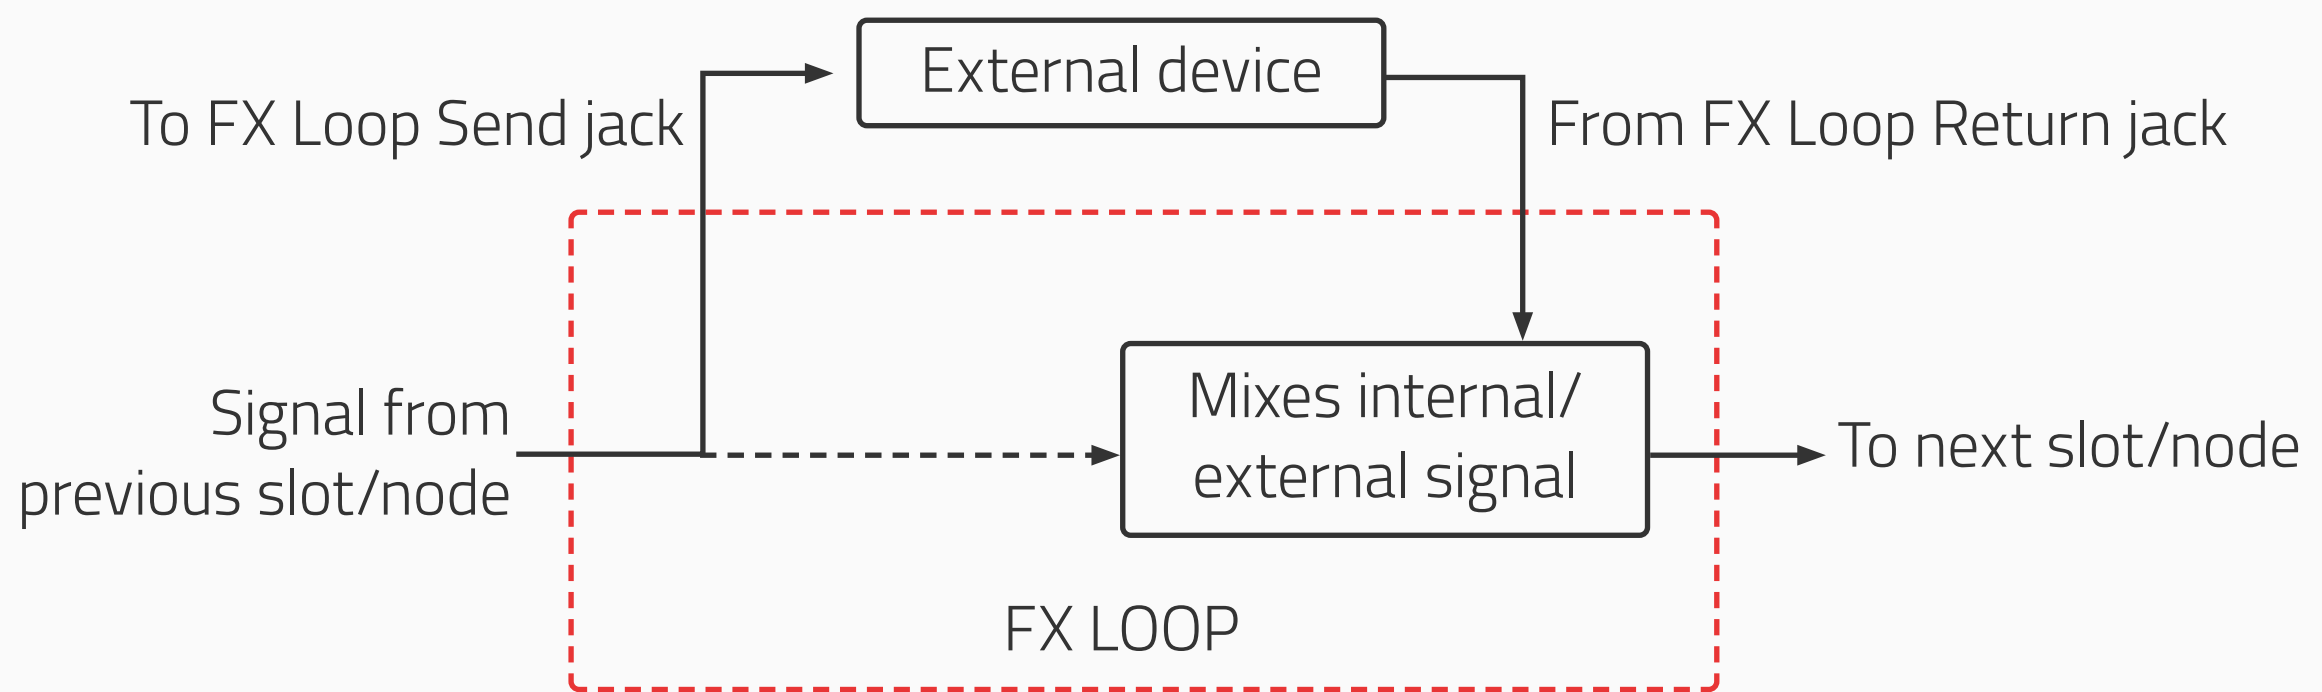 External device
To FX Loop Send jack
From FX Loop Return jack
Signal from
previous slot/node
Mixes internal/
external signal
To next slot/node
FX LOOP